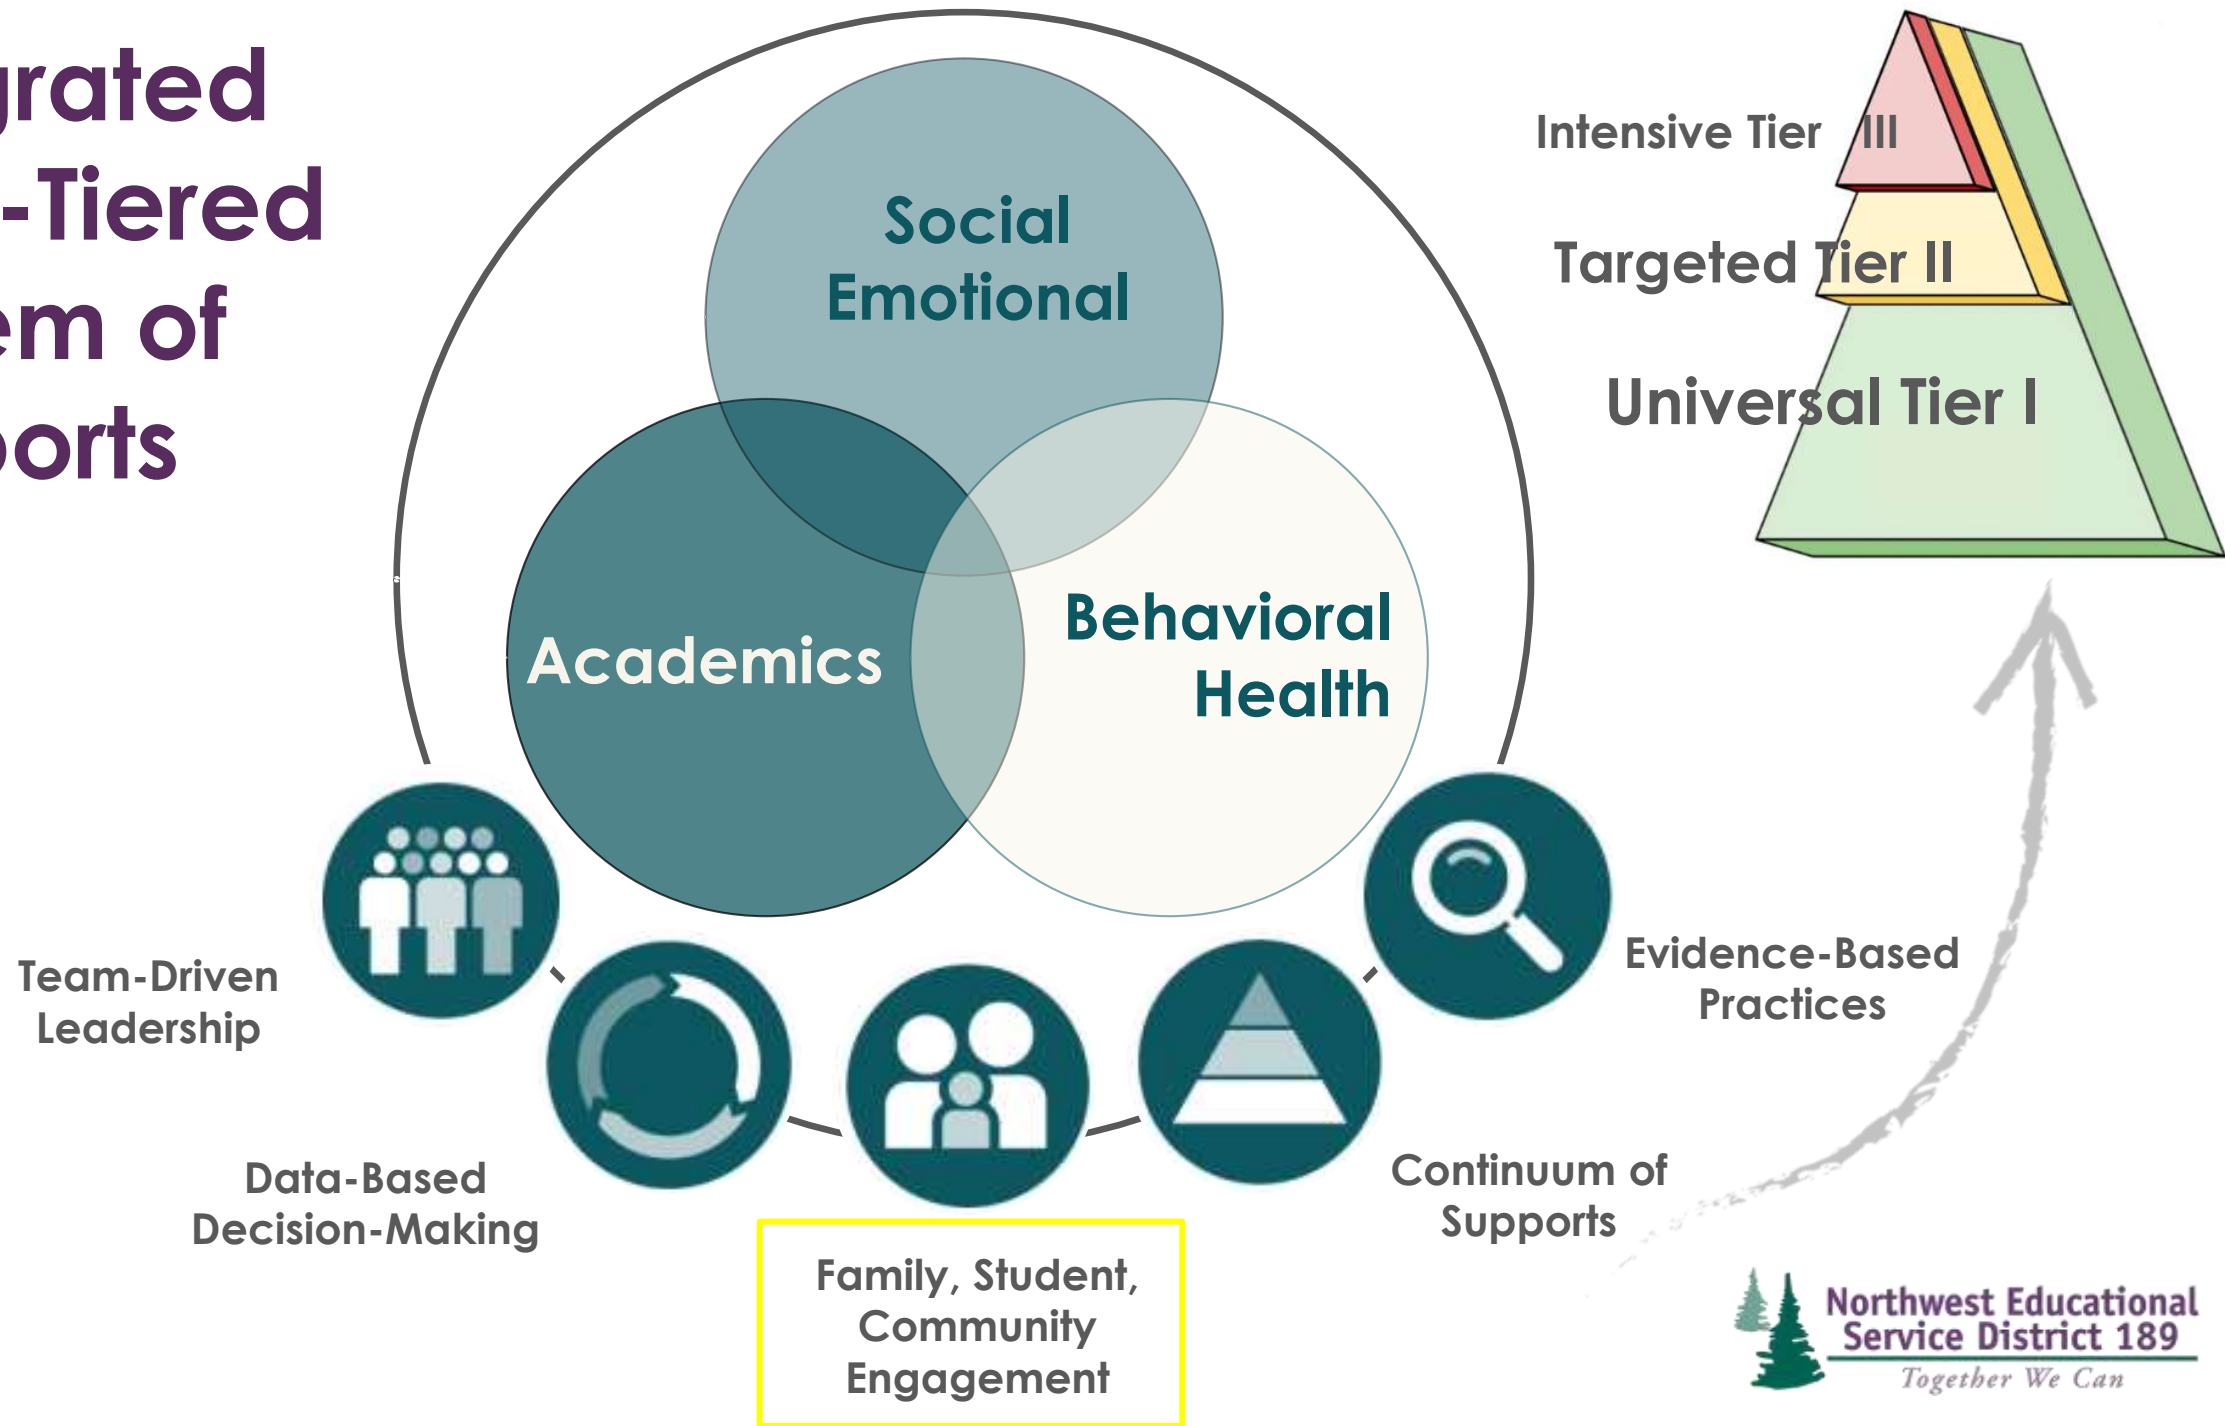 grated
-Tiered
em of
ports
Social
Emotional
Academics
Behavioral
Health
Intensive Tier III
Targeted Tier II
Universal Tier I
Team-Driven
Leadership
Data-Based
Decision-Making
Family, Student,
Community
Engagement
Continuum of
Supports
Evidence-Based
Practices
Northwest Educational
Service District 189
Together We Can